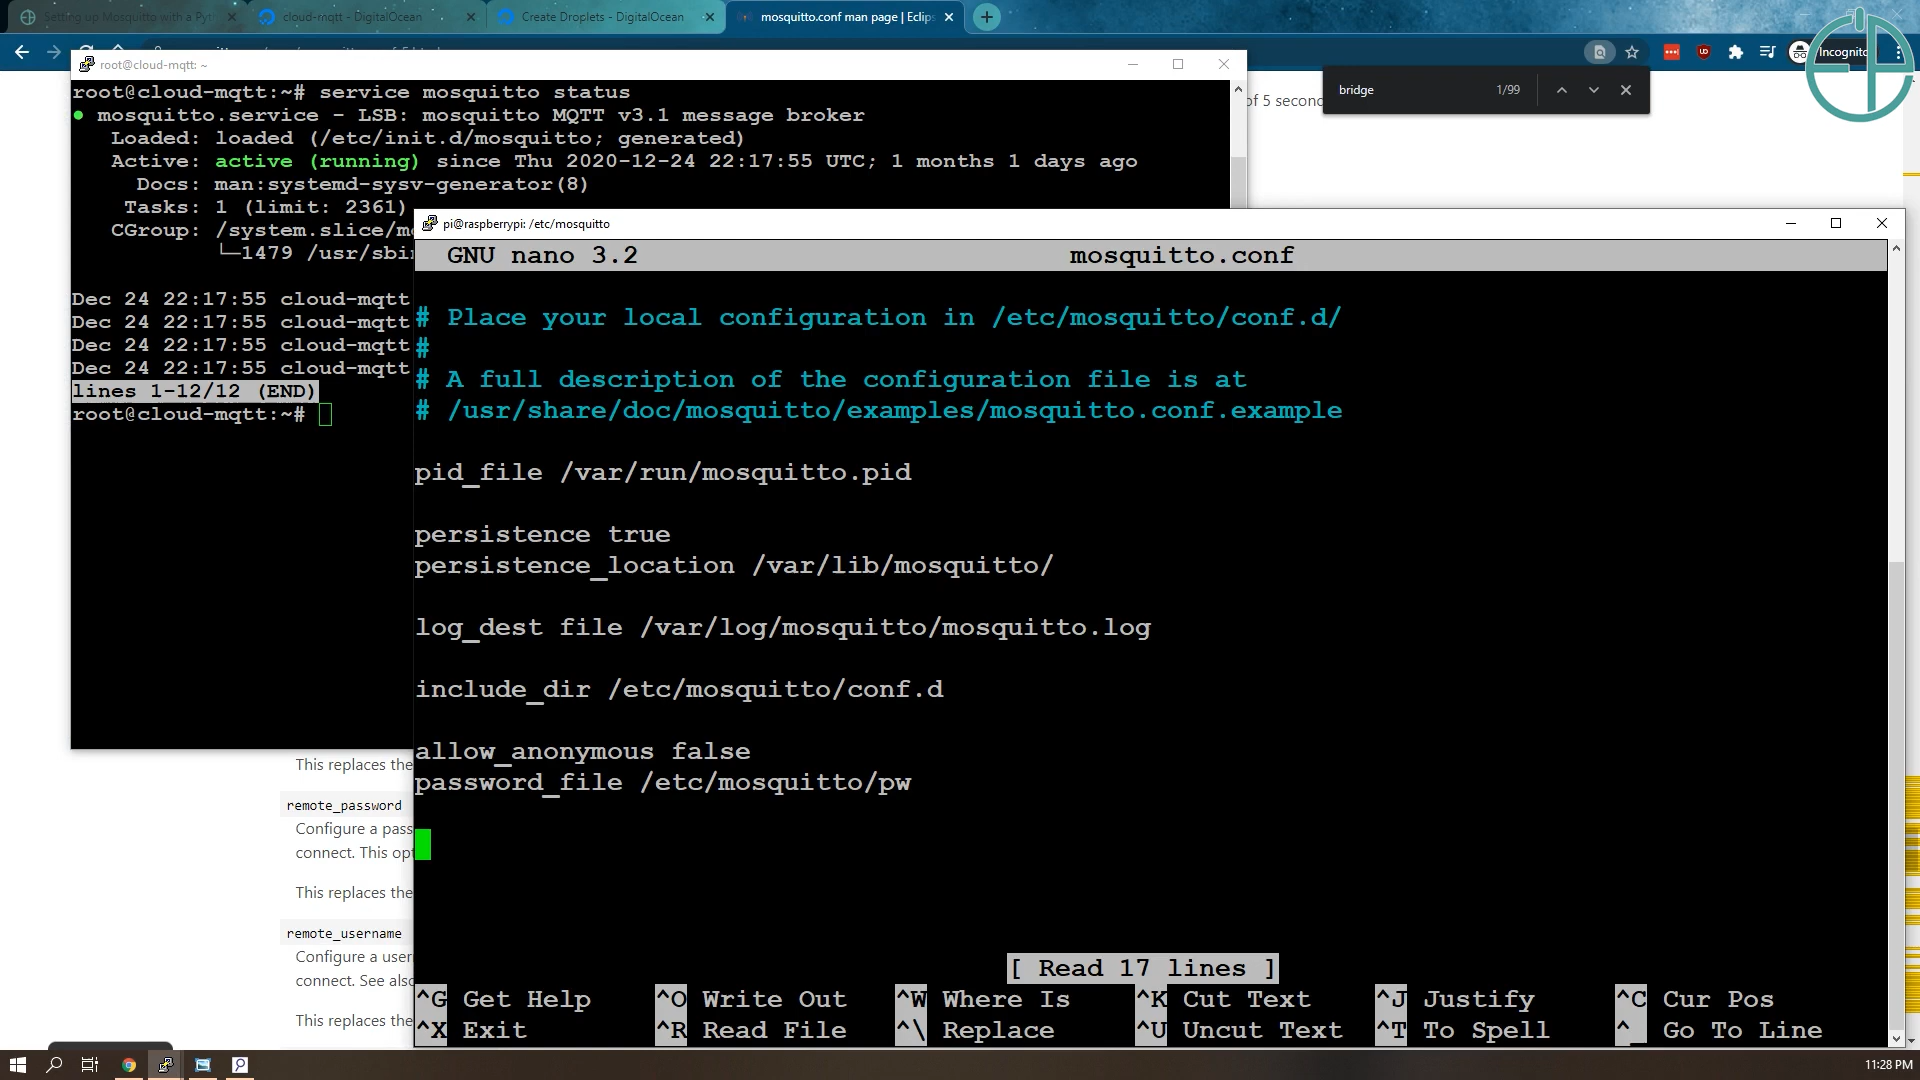 Setting up Mosquitto with a Pyt
cloud-mqtt - DigitalOcean
Create Droplets - DigitalOcean
mosquitto.conf man page | Eclips
Incognito
root@cloud-mqtt: ~
bridge
1/99
of 5 second
root@cloud-mqtt:~# service mosquitto status
● mosquitto.service - LSB: mosquitto MQTT v3.1 message broker
Loaded: loaded (/etc/init.d/mosquitto; generated)
Active: active (running) since Thu 2020-12-24 22:17:55 UTC; 1 months 1 days ago
Docs: man:systemd-sysv-generator(8)
Tasks: 1 (limit: 2361)
CGroup: /system.slice/m
└─1479 /usr/sbi
Dec 24 22:17:55 cloud-mqtt
Dec 24 22:17:55 cloud-mqtt
Dec 24 22:17:55 cloud-mqtt
Dec 24 22:17:55 cloud-mqtt
lines 1-12/12 (END)
root@cloud-mqtt:~#
pi@raspberrypi: /etc/mosquitto
GNU nano 3.2
mosquitto.conf
# Place your local configuration in /etc/mosquitto/conf.d/
#
# A full description of the configuration file is at
# /usr/share/doc/mosquitto/examples/mosquitto.conf.example
pid_file /var/run/mosquitto.pid
persistence true
persistence_location /var/lib/mosquitto/
log_dest file /var/log/mosquitto/mosquitto.log
include_dir /etc/mosquitto/conf.d
allow_anonymous false
password_file /etc/mosquitto/pw
[ Read 17 lines ]
^G Get Help ^O Write Out ^W Where Is ^K Cut Text ^J Justify ^C Cur Pos
^X Exit ^R Read File ^\ Replace ^U Uncut Text ^T To Spell ^_ Go To Line
This replaces the
remote_password
Configure a pass
connect. This opt
This replaces the
remote_username
Configure a user
connect. See also
This replaces the
11:28 PM